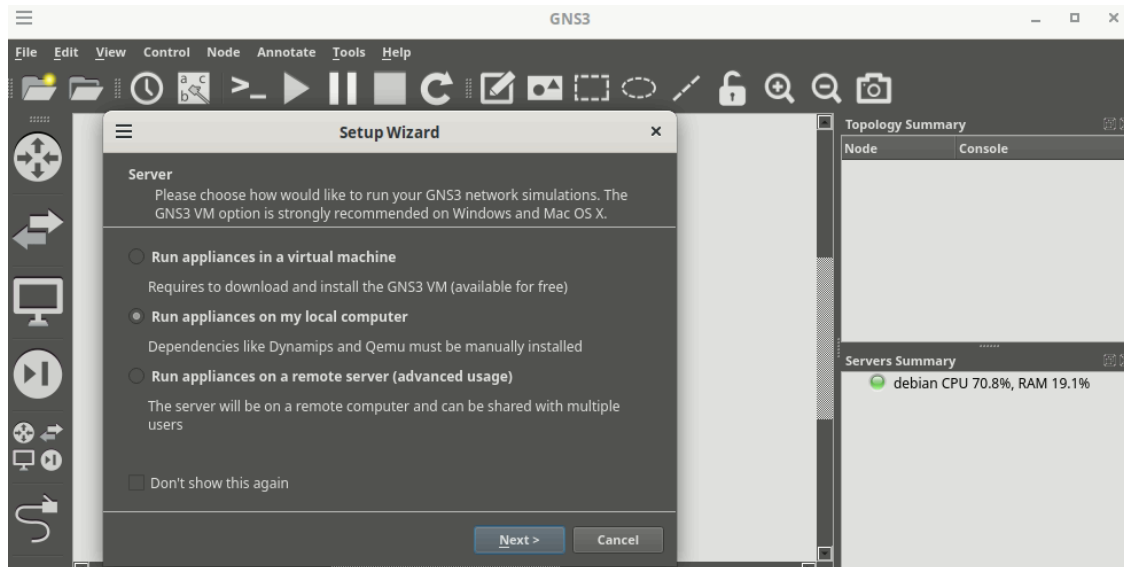 GNS3
File Edit View Control Node Annotate Tools Help
Setup Wizard
Server
Please choose how would like to run your GNS3 network simulations. The
GNS3 VM option is strongly recommended on Windows and Mac OS X.
Run appliances in a virtual machine
Requires to download and install the GNS3 VM (available for free)
Run appliances on my local computer
Dependencies like Dynamips and Qemu must be manually installed
Run appliances on a remote server (advanced usage)
The server will be on a remote computer and can be shared with multiple
users
Don't show this again
Next >
Cancel
Topology Summary
Node Console
Servers Summary
debian CPU 70.8%, RAM 19.1%